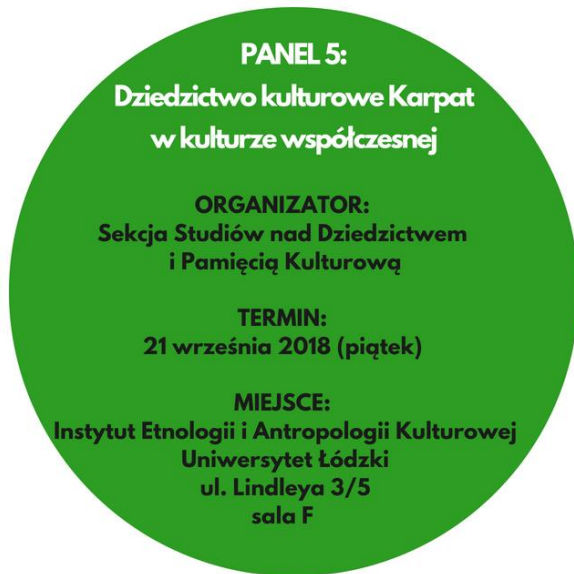 PANEL 5:
Dziedzictwo kulturowe Karpat
w kulturze współczesnej
ORGANIZATOR:
Sekcja Studiów nad Dziedzictwem
i Pamięcią Kulturową
TERMIN:
21 września 2018 (piątek)
MIEJSCE:
Instytut Etnologii i Antropologii Kulturowej
Uniwersytet Łódzki
ul. Lindleya 3/5
sala F